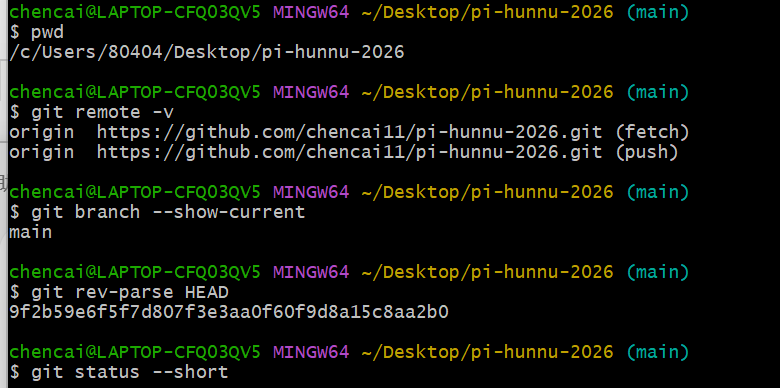 chencai@LAPTOP-CFQ03QV5 MINGW64 ~/Desktop/pi-hunnu-2026 (main)
$ pwd
/c/Users/80404/Desktop/pi-hunnu-2026
chencai@LAPTOP-CFQ03QV5 MINGW64 ~/Desktop/pi-hunnu-2026 (main)
$ git remote -v
origin  https://github.com/chencai11/pi-hunnu-2026.git (fetch)
origin  https://github.com/chencai11/pi-hunnu-2026.git (push)
chencai@LAPTOP-CFQ03QV5 MINGW64 ~/Desktop/pi-hunnu-2026 (main)
$ git branch --show-current
main
chencai@LAPTOP-CFQ03QV5 MINGW64 ~/Desktop/pi-hunnu-2026 (main)
$ git rev-parse HEAD
9f2b59e6f5f7d807f3e3aa0f60f9d8a15c8aa2b0
chencai@LAPTOP-CFQ03QV5 MINGW64 ~/Desktop/pi-hunnu-2026 (main)
$ git status --short